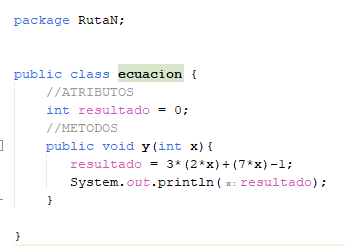 package RutaN;
public class ecuacion {
//ATRIBUTOS
int resultado = 0;
//METODOS
public void y(int x){
resultado = 3*(2*x)+(7*x)-1;
System.out.println(x: resultado);
}
}